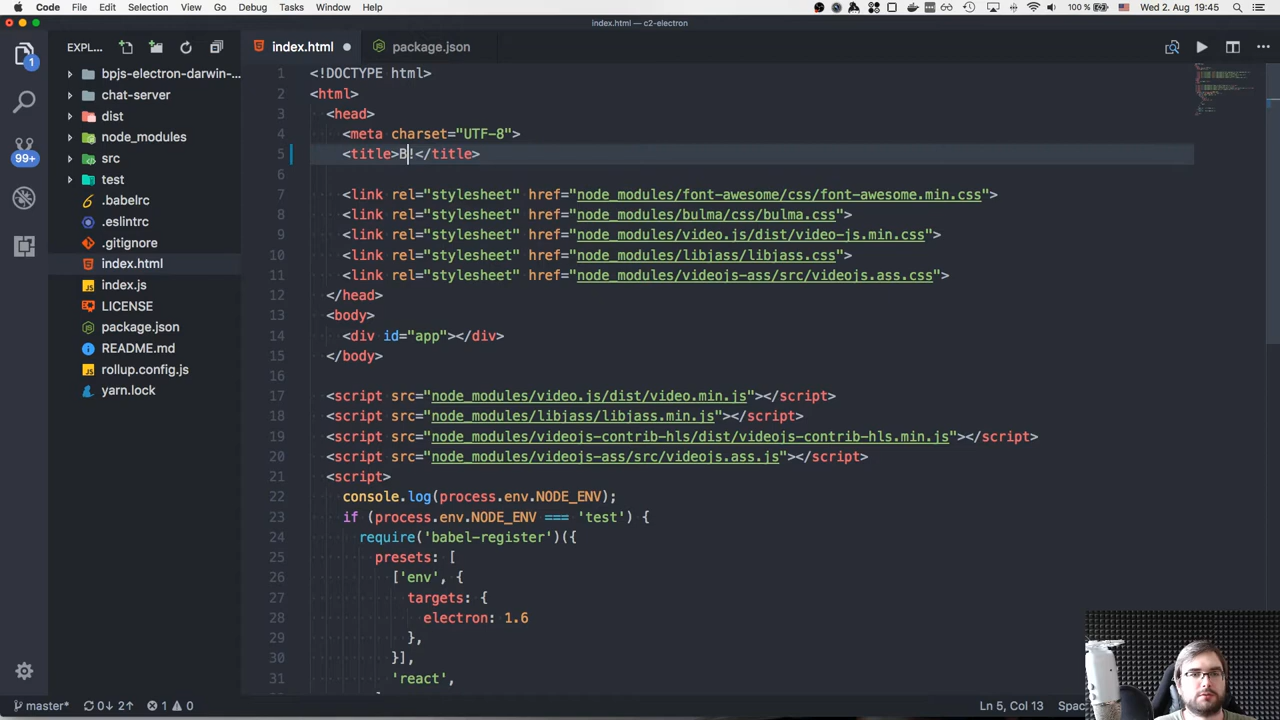 Code File Edit Selection View Go Debug Tasks Window Help
100 % Wed 2. Aug 19:45
index.html — c2-electron
EXPL...
index.html
package.json
1
99+
bpjs-electron-darwin-...
chat-server
dist
node_modules
src
test
.babelrc
.eslintrc
.gitignore
index.html
index.js
LICENSE
package.json
README.md
rollup.config.js
yarn.lock
1 <!DOCTYPE html>
2 <html>
3 <head>
4 <meta charset="UTF-8">
5 <title>B!</title>
6
7 <link rel="stylesheet" href="node_modules/font-awesome/css/font-awesome.min.css">
8 <link rel="stylesheet" href="node_modules/bulma/css/bulma.css">
9 <link rel="stylesheet" href="node_modules/video.js/dist/video-js.min.css">
10 <link rel="stylesheet" href="node_modules/libjass/libjass.css">
11 <link rel="stylesheet" href="node_modules/videojs-ass/src/videojs.ass.css">
12 </head>
13 <body>
14 <div id="app"></div>
15 </body>
16
17 <script src="node_modules/video.js/dist/video.min.js"></script>
18 <script src="node_modules/libjass/libjass.min.js"></script>
19 <script src="node_modules/videojs-contrib-hls/dist/videojs-contrib-hls.min.js"></script>
20 <script src="node_modules/videojs-ass/src/videojs.ass.js"></script>
21 <script>
22 console.log(process.env.NODE_ENV);
23 if (process.env.NODE_ENV === 'test') {
24 require('babel-register')({
25 presets: [
26 ['env', {
27 targets: {
28 electron: 1.6
29 },
30 }],
31 'react',
master* 0↓ 2↑ 1 0
Ln 5, Col 13